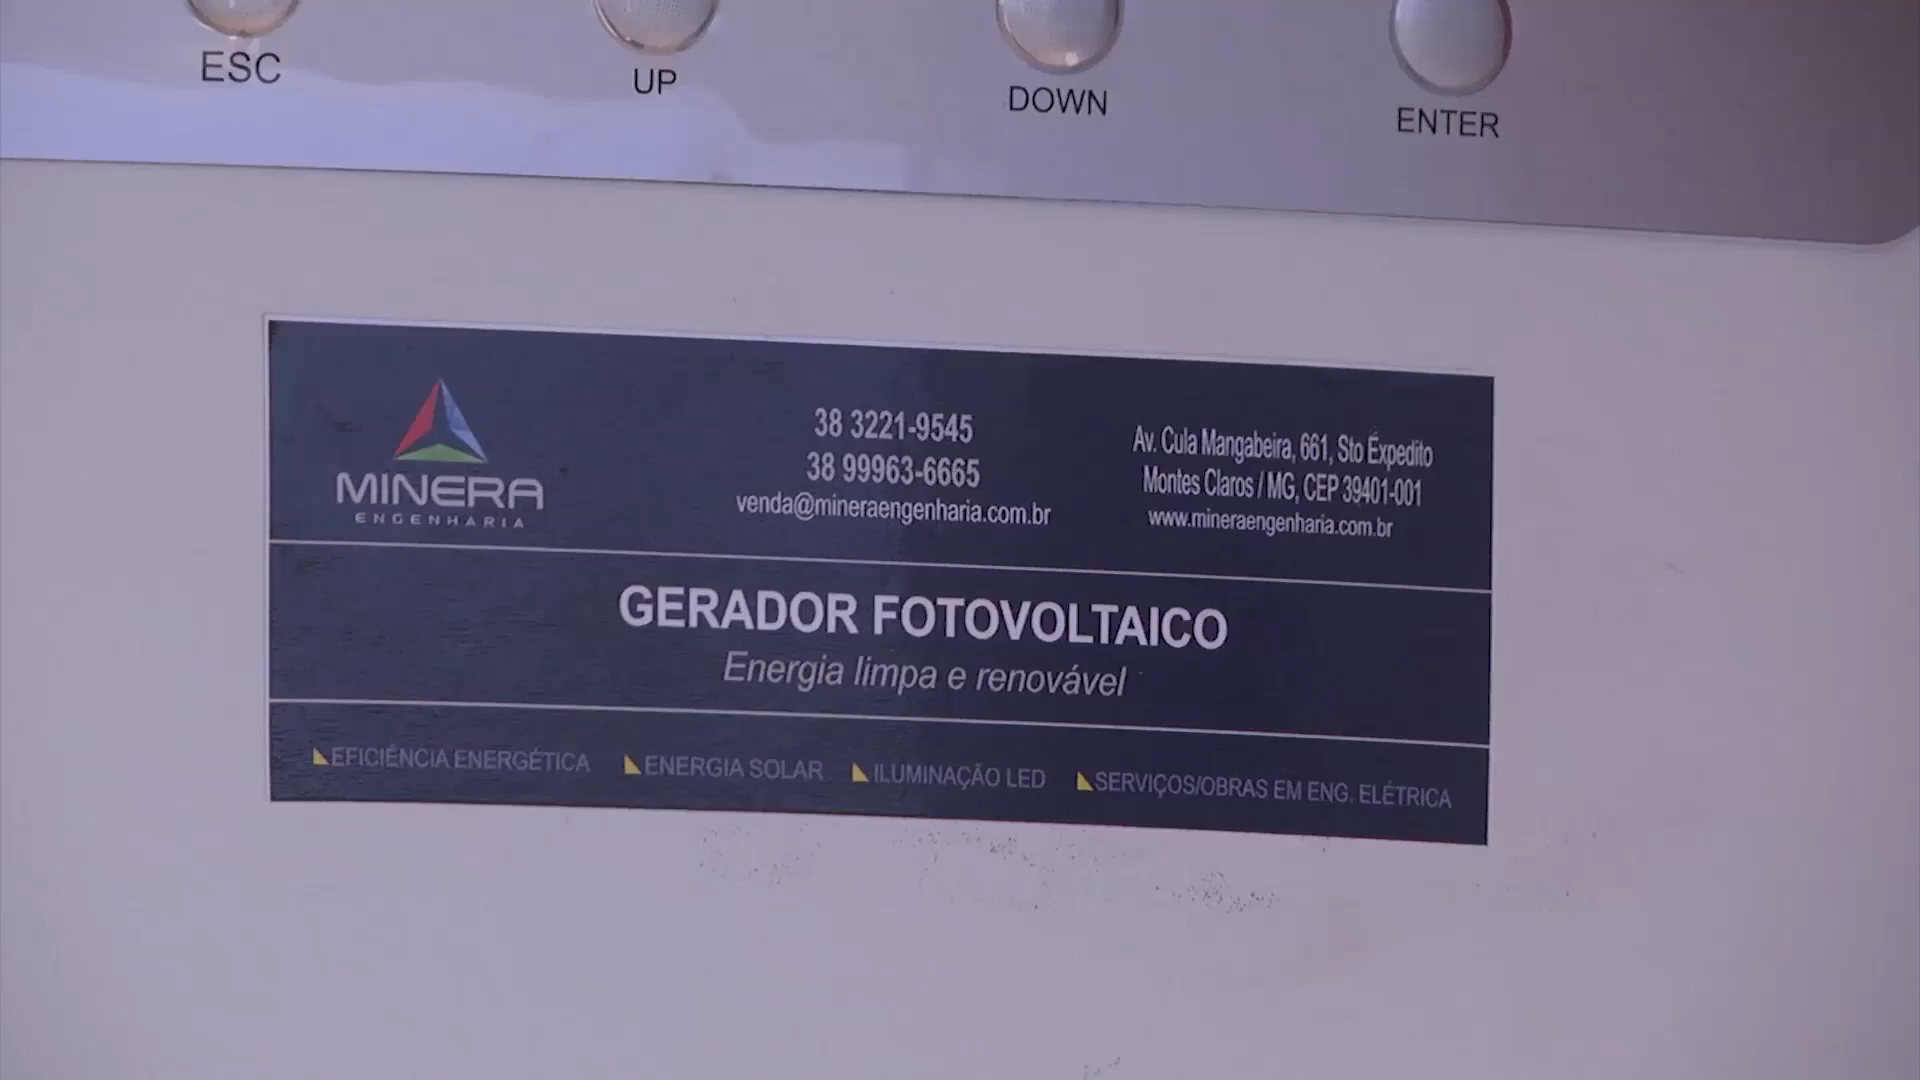 ESC
UP
DOWN
ENTER
MINERA
ENGENHARIA
38 3221-9545
38 99963-6665
venda@mineraengenharia.com.br
Av. Cula Mangabeira, 661, Sto Expedito
Montes Claros / MG, CEP 39401-001
www.mineraengenharia.com.br
GERADOR FOTOVOLTAICO
Energia limpa e renovável
EFICIÊNCIA ENERGÉTICA
ENERGIA SOLAR
ILUMINAÇÃO LED
SERVIÇOS/OBRAS EM ENG. ELÉTRICA